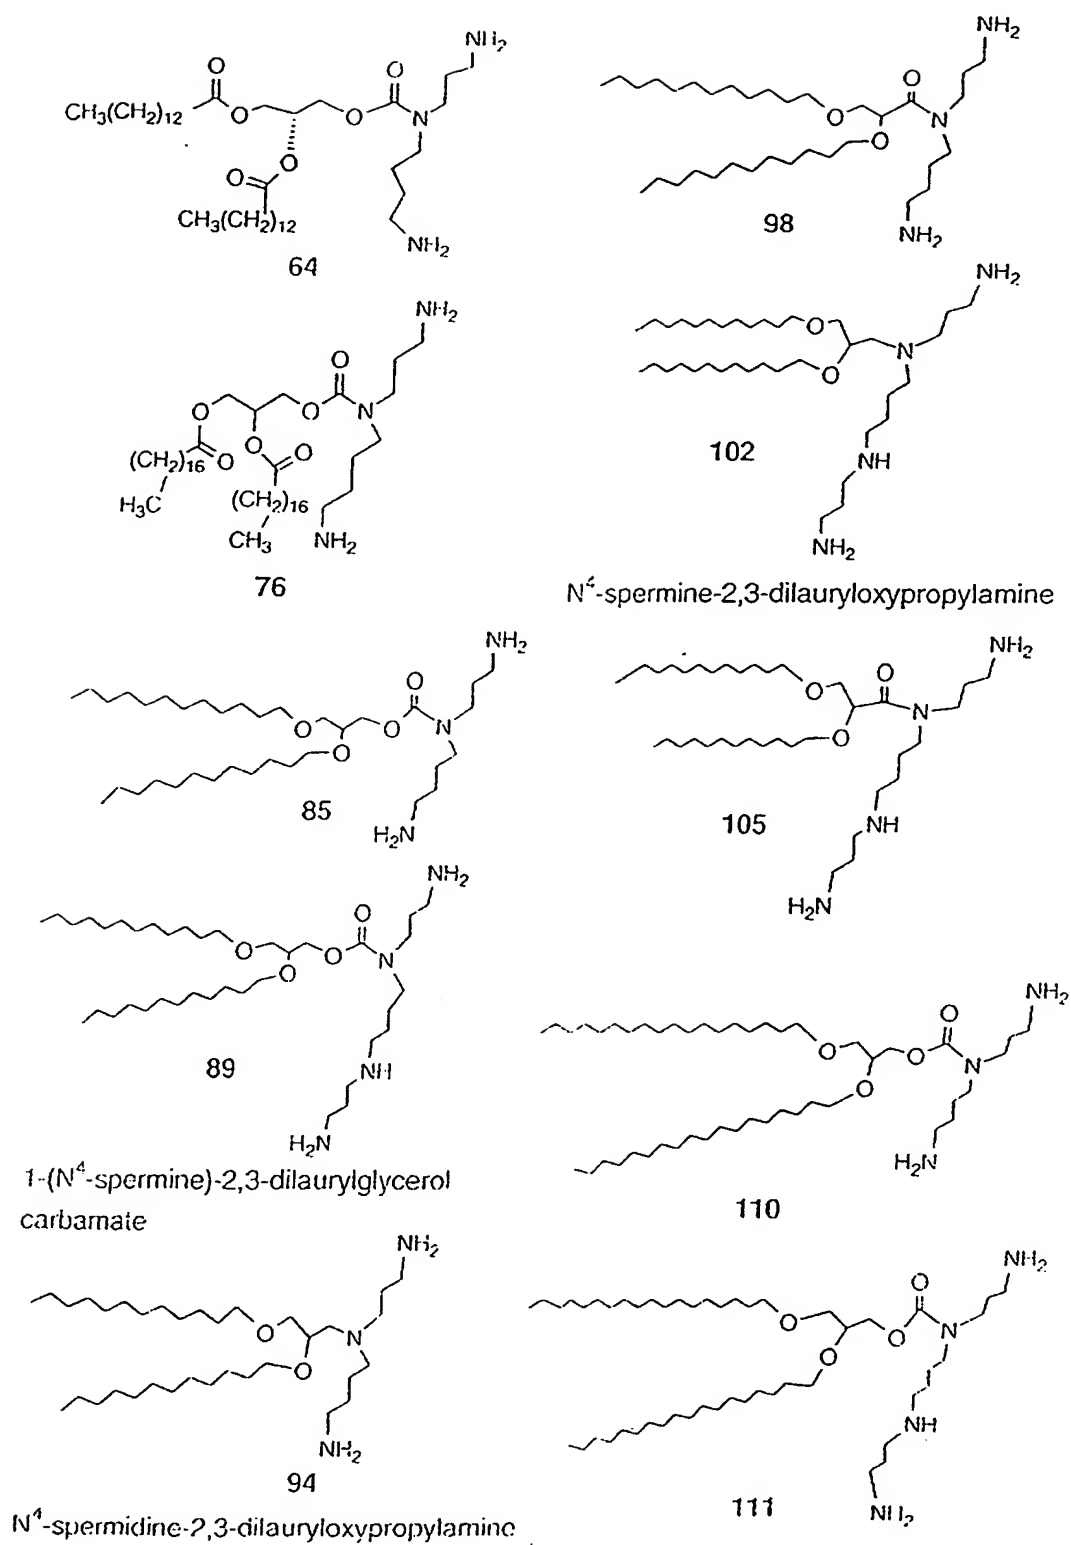 NH₂
O
O
CH₃(CH₂)₁₂
O
O
N
O
O
CH₃(CH₂)₁₂
NH₂
64
NH₂
O
O
N
O
98
NH₂
NH₂
O
O
O
N
O
O
(CH₂)₁₆
O
H₃C
(CH₂)₁₆
CH₃
NH₂
76
NH₂
O
N
O
102
NH
NH₂
N⁴-spermine-2,3-dilauryloxypropylamine
NH₂
O
O
O
N
O
85
H₂N
NH₂
O
O
N
O
105
NH
H₂N
NH₂
O
O
O
N
O
89
NH
H₂N
1-(N⁴-spermine)-2,3-dilaurylglycerol
carbamate
NH₂
O
O
O
N
O
H₂N
110
NH₂
O
N
O
NH₂
94
N⁴-spermidine-2,3-dilauryloxypropylamine
NH₂
O
O
O
N
O
NH
NH₂
111